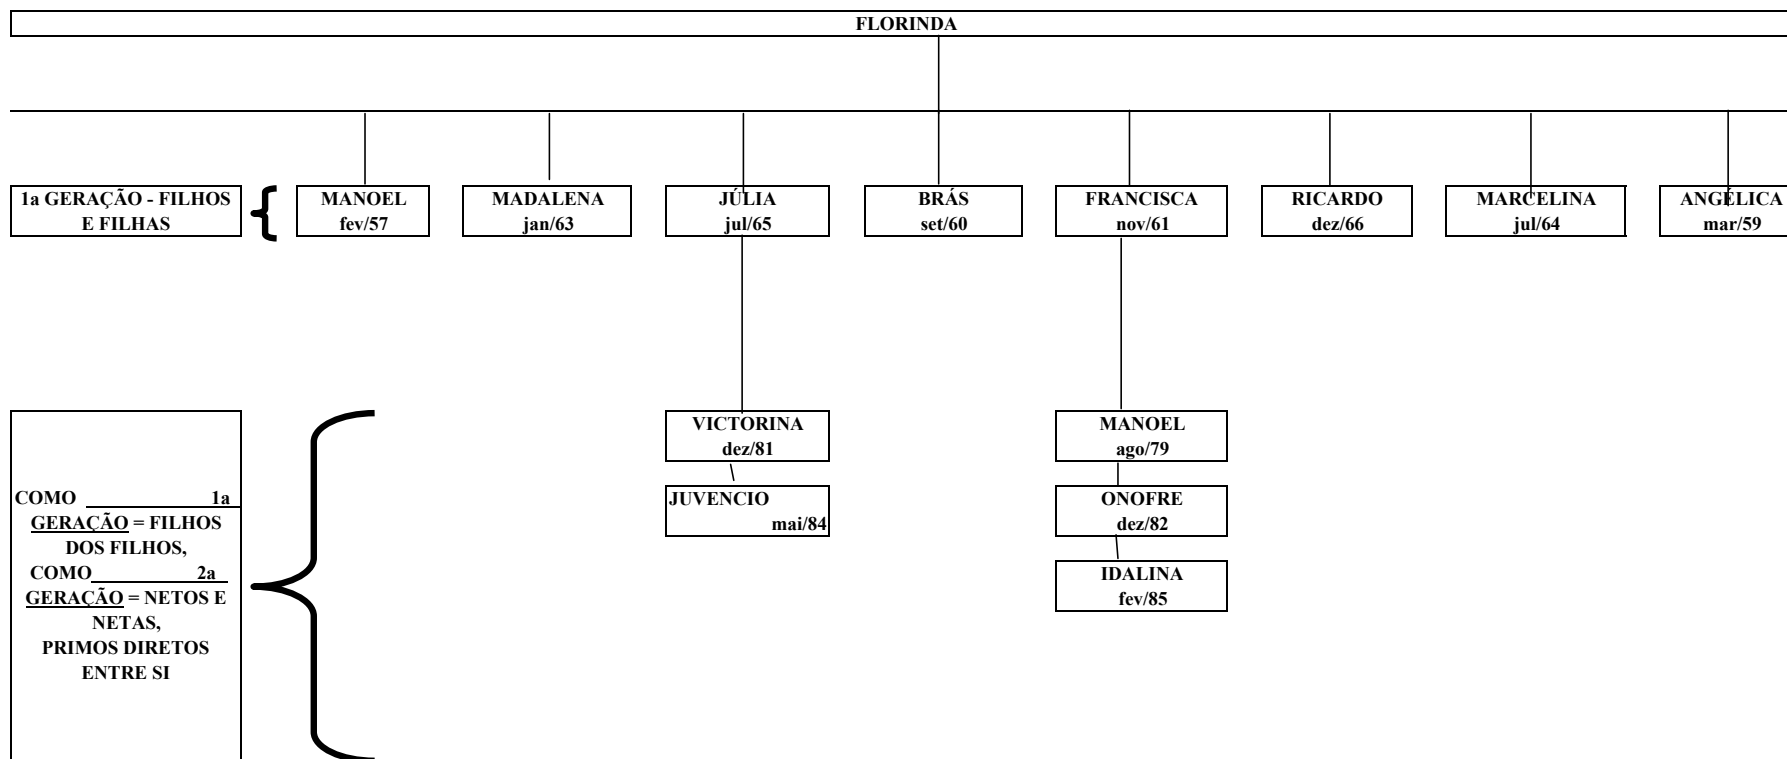 FLORINDA
1a GERAÇÃO - FILHOS
E FILHAS
MANOEL
fev/57
MADALENA
jan/63
JÚLIA
jul/65
BRÁS
set/60
FRANCISCA
nov/61
RICARDO
dez/66
MARCELINA
jul/64
ANGÉLICA
mar/59
COMO 1a
GERAÇÃO = FILHOS
DOS FILHOS,
COMO 2a
GERAÇÃO = NETOS E
NETAS,
PRIMOS DIRETOS
ENTRE SI
VICTORINA
dez/81
JUVENCIO
mai/84
MANOEL
ago/79
ONOFRE
dez/82
IDALINA
fev/85